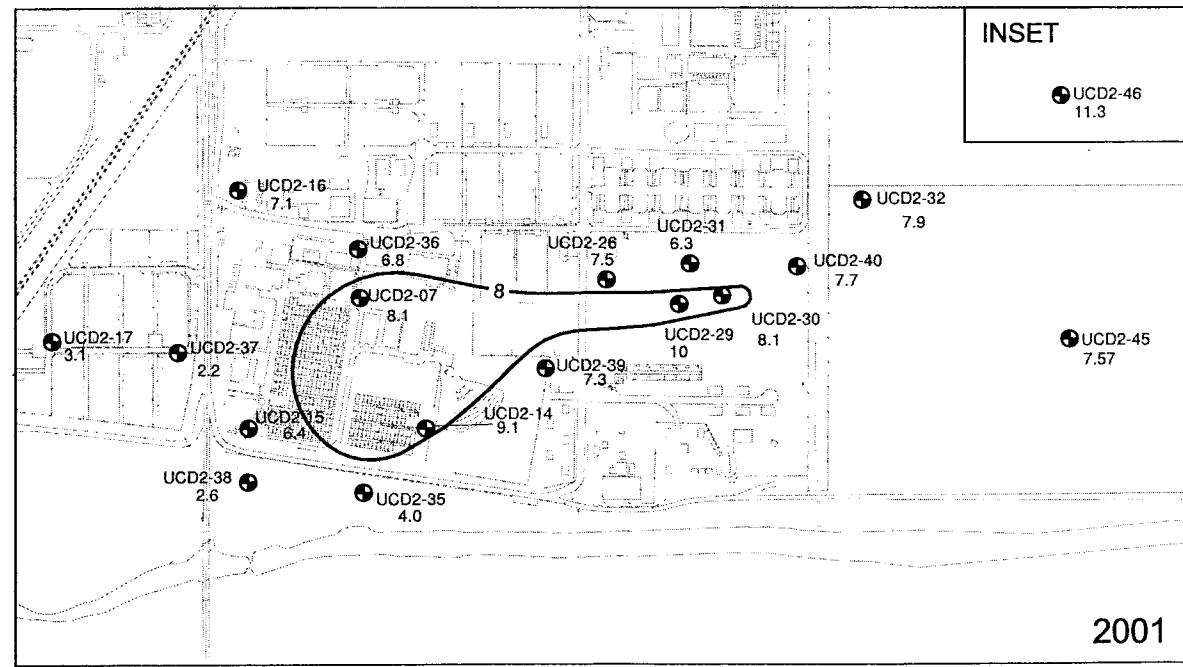 INSET
UCD2-46
11.3
UCD2-16
7.1
UCD2-32
7.9
UCD2-36
6.8
UCD2-31
6.3
UCD2-26
7.5
UCD2-40
7.7
UCD2-07
8.1
8
UCD2-30
8.1
UCD2-29
10
UCD2-17
3.1
UCD2-37
2.2
UCD2-45
7.57
UCD2-39
7.3
UCD2-15
6.4
UCD2-14
9.1
UCD2-38
2.6
UCD2-35
4.0
2001